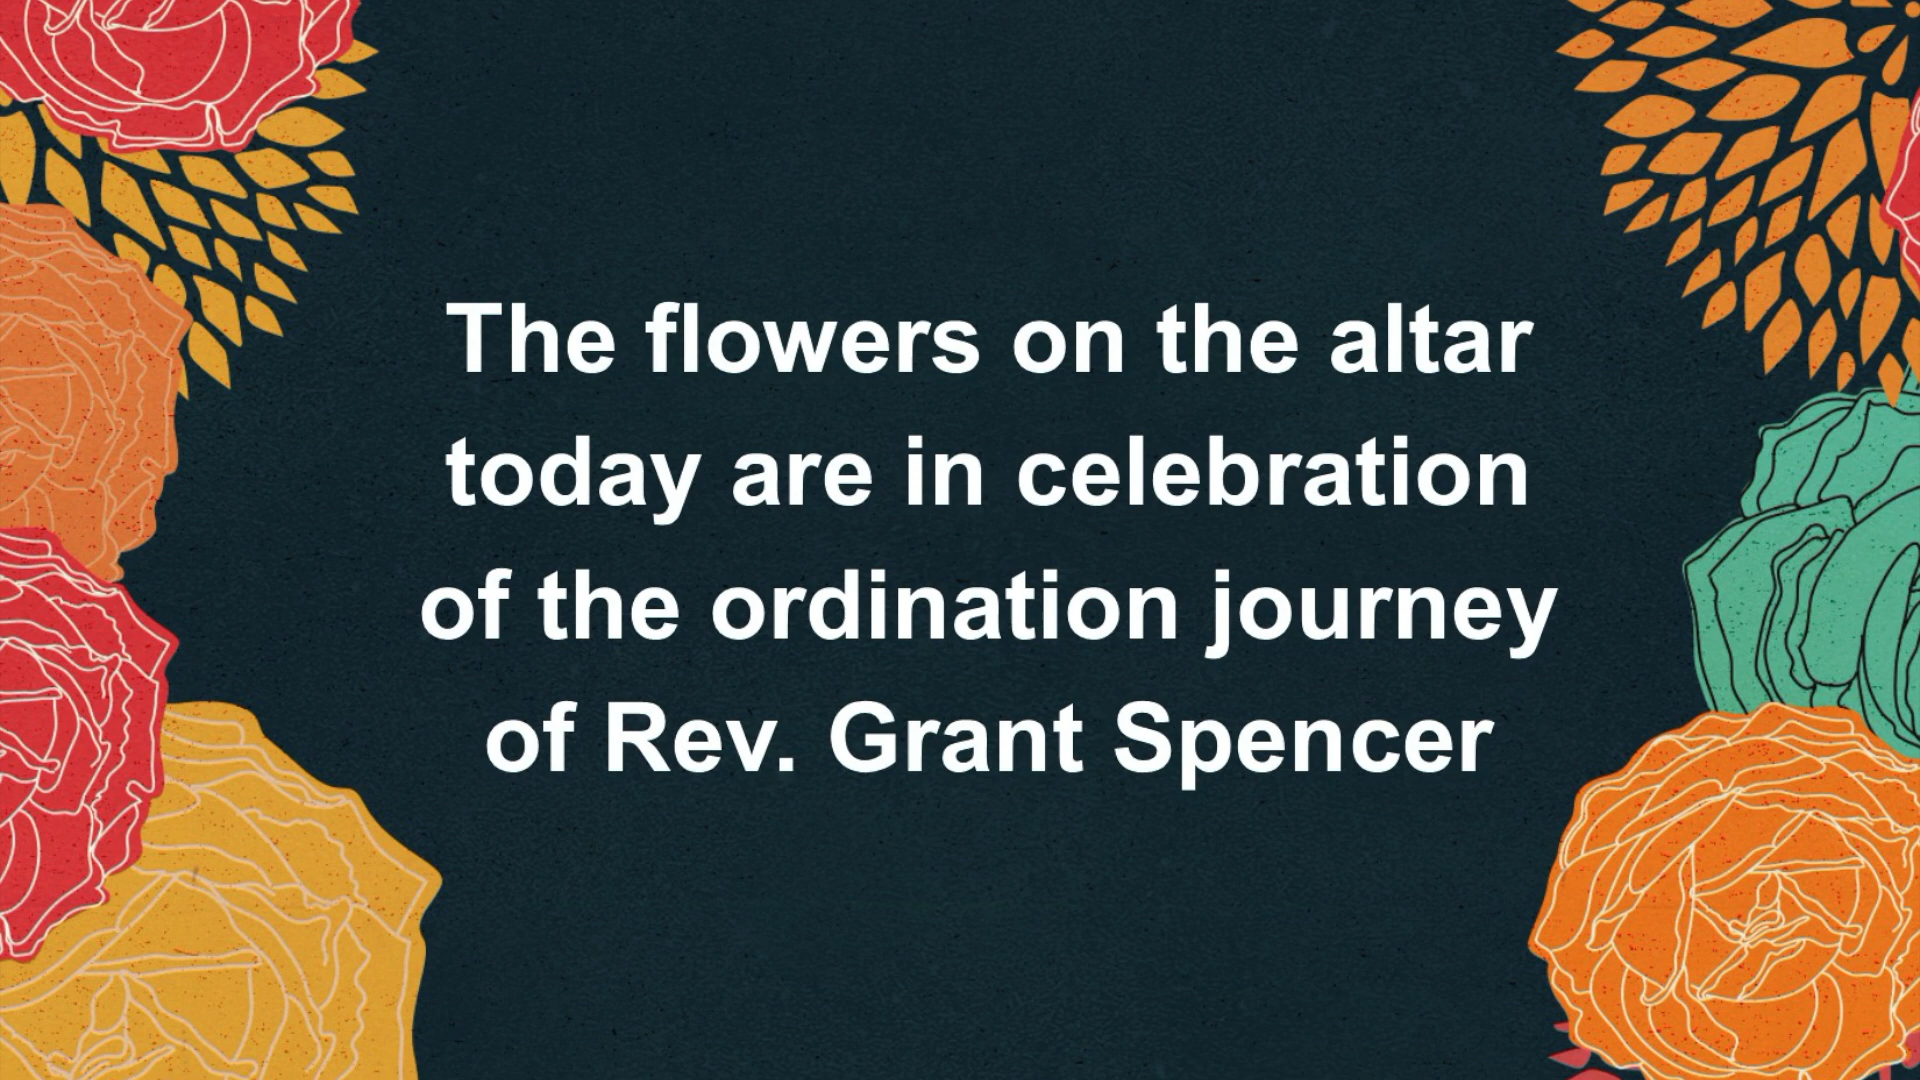 The flowers on the altar
today are in celebration
of the ordination journey
of Rev. Grant Spencer